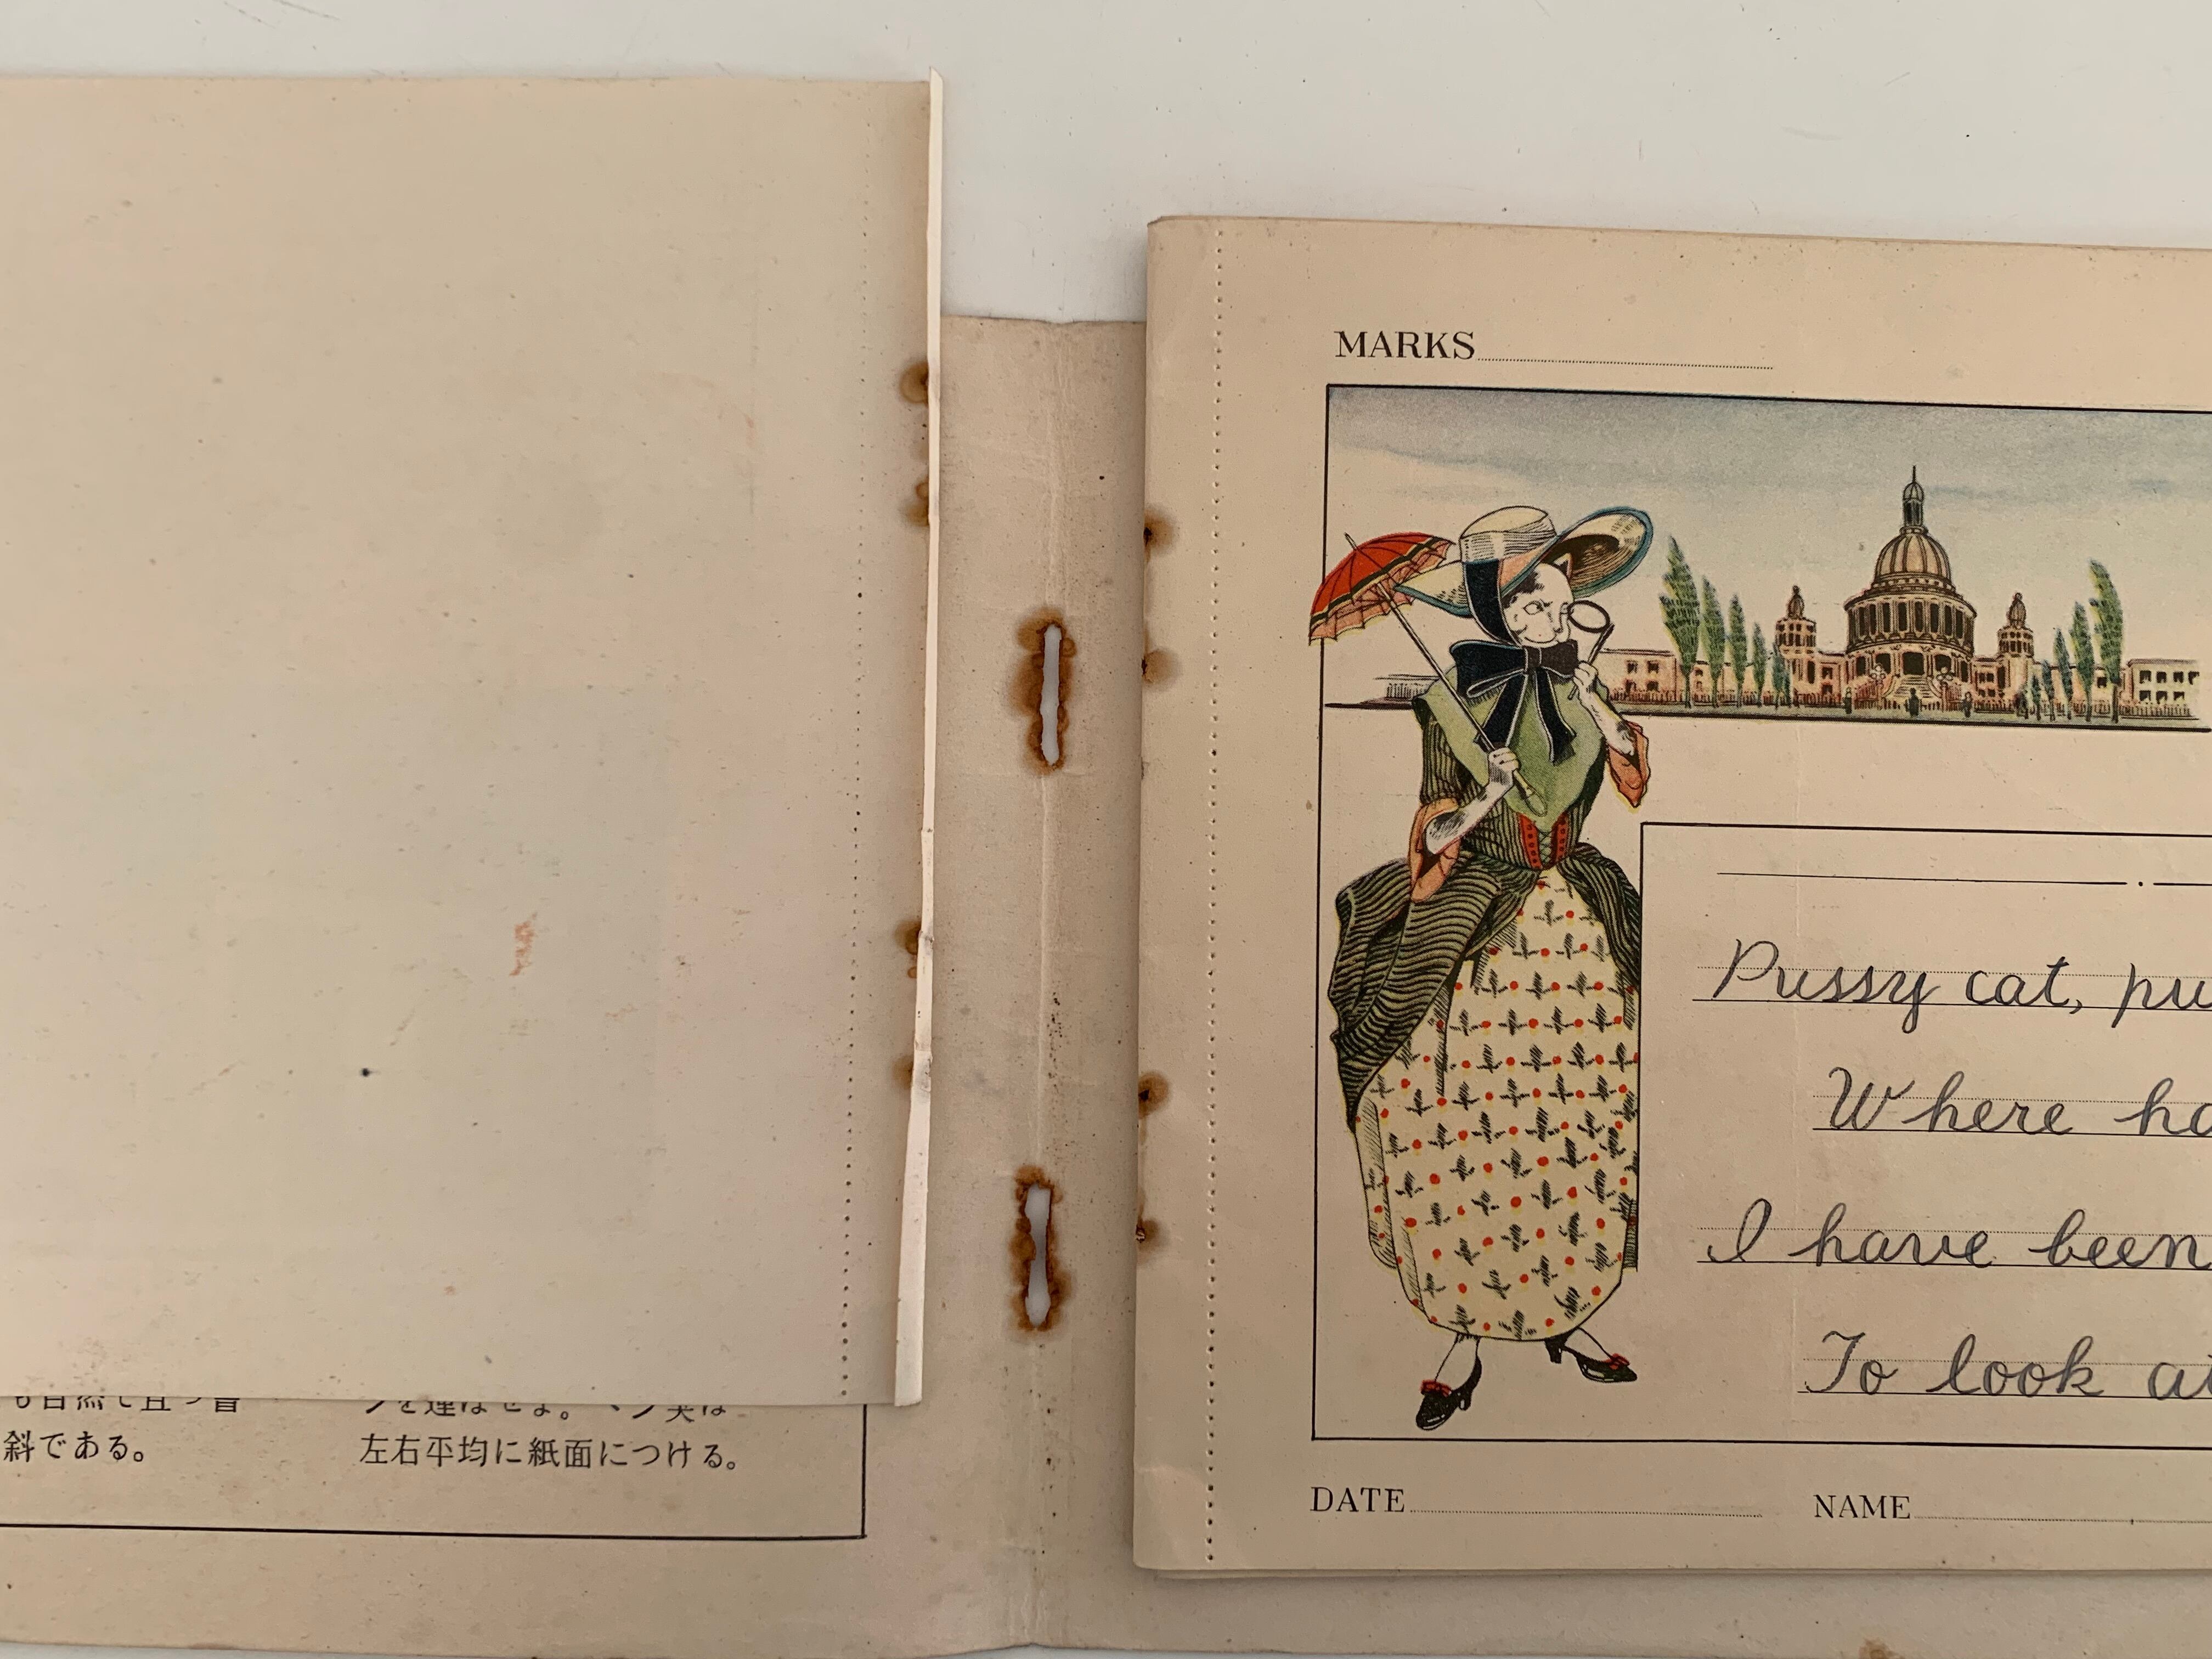 斜である。
左右平均に紙面につける。
MARKS
Pussy cat, pu
Where ha
I have been
To look at
DATE NAME